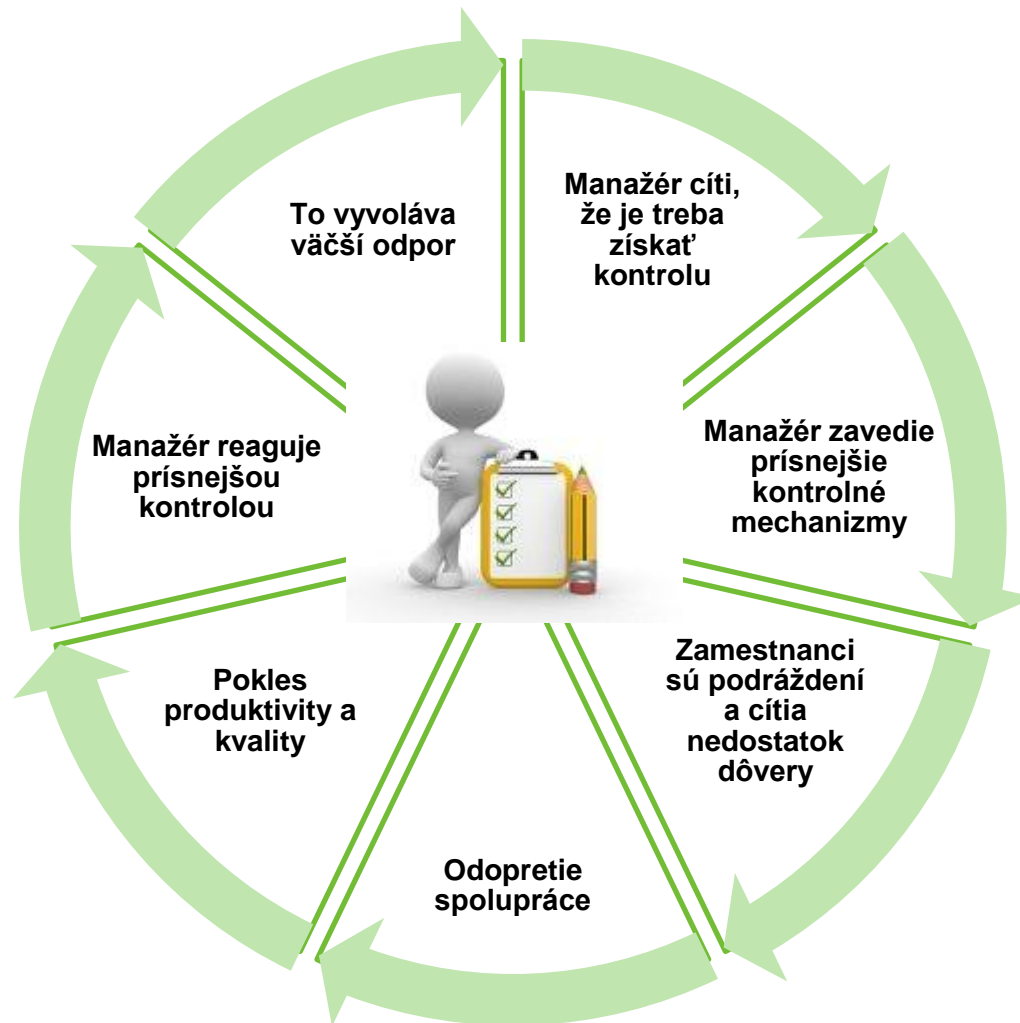 Manažér cíti,
že je treba
získať
kontrolu
Manažér zavedie
prísnejšie
kontrolné
mechanizmy
Zamestnanci
sú podráždení
a cítia
nedostatok
dôvery
Odopretie
spolupráce
Pokles
produktivity a
kvality
Manažér reaguje
prísnejšou
kontrolou
To vyvoláva
väčší odpor